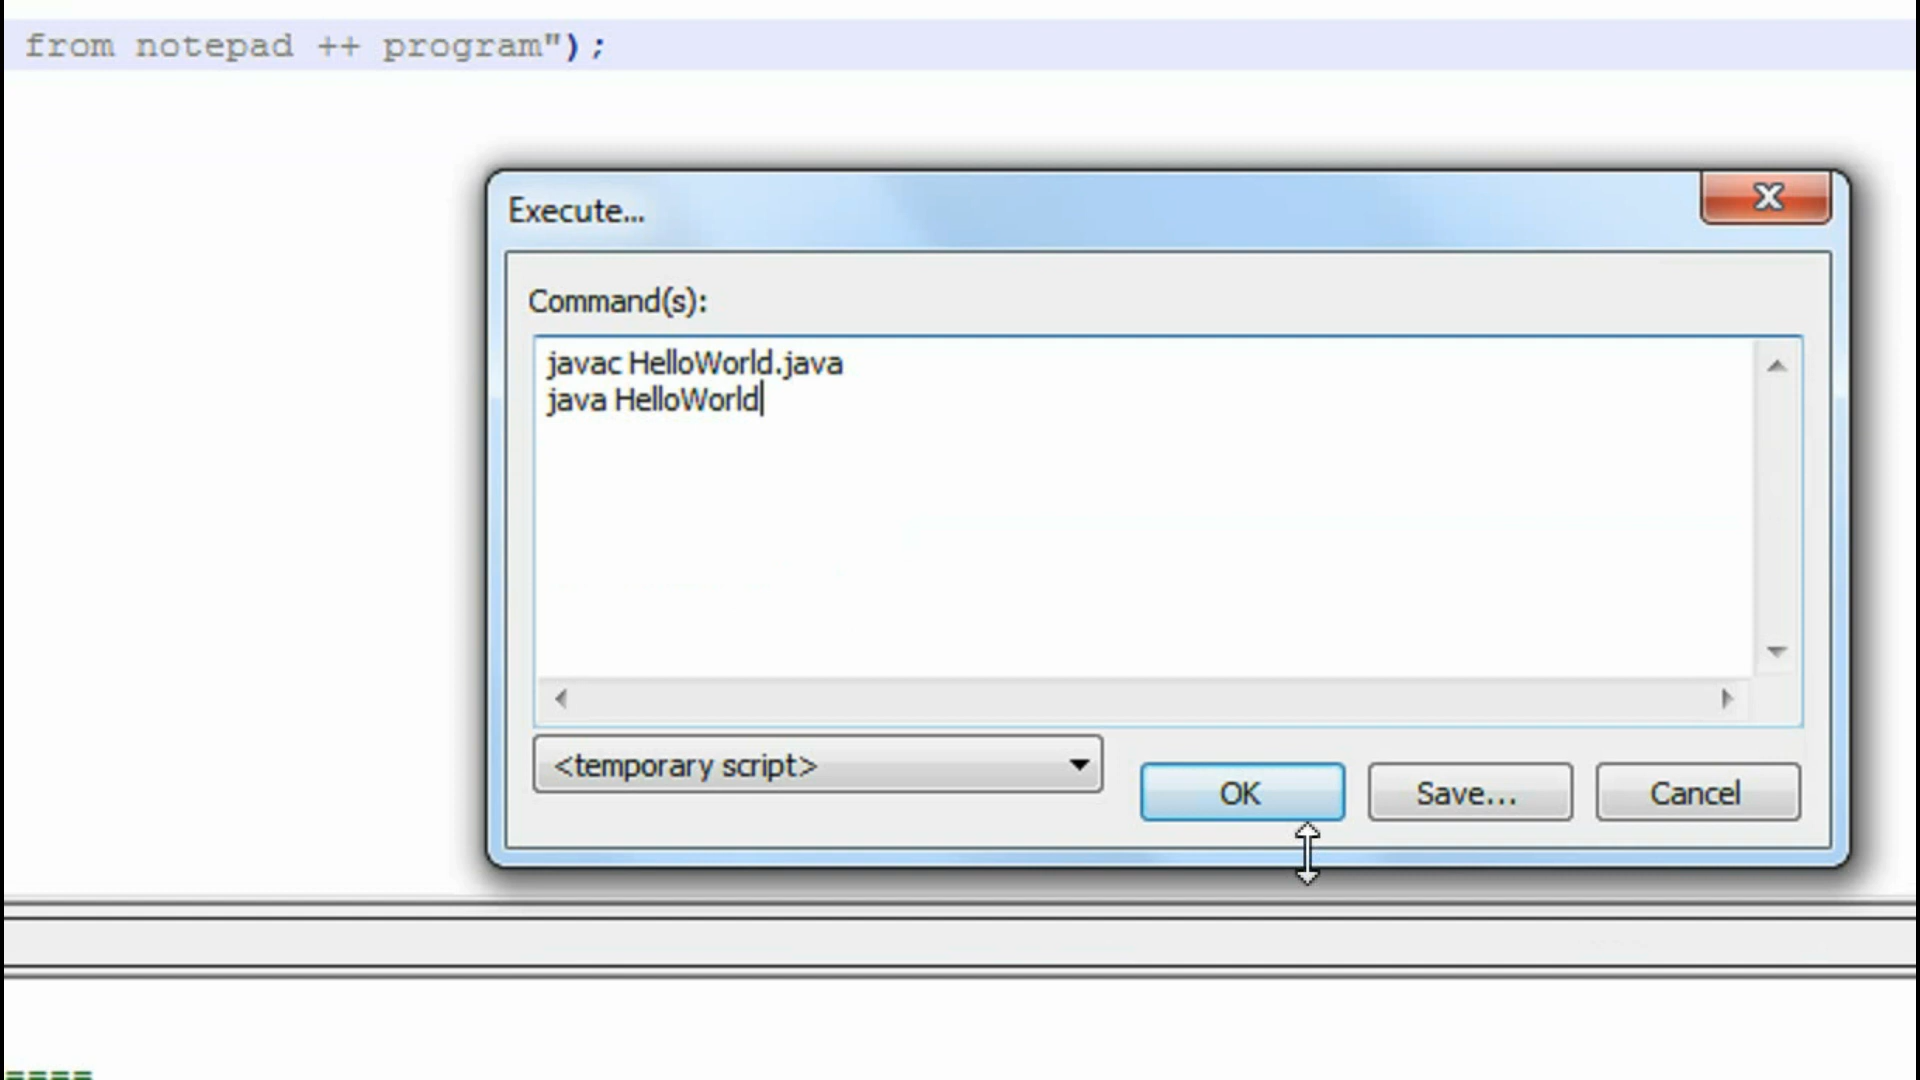 from notepad ++ program");
Execute...
Command(s):
javac HelloWorld.java
java HelloWorld
<temporary script>
OK
Save...
Cancel
====